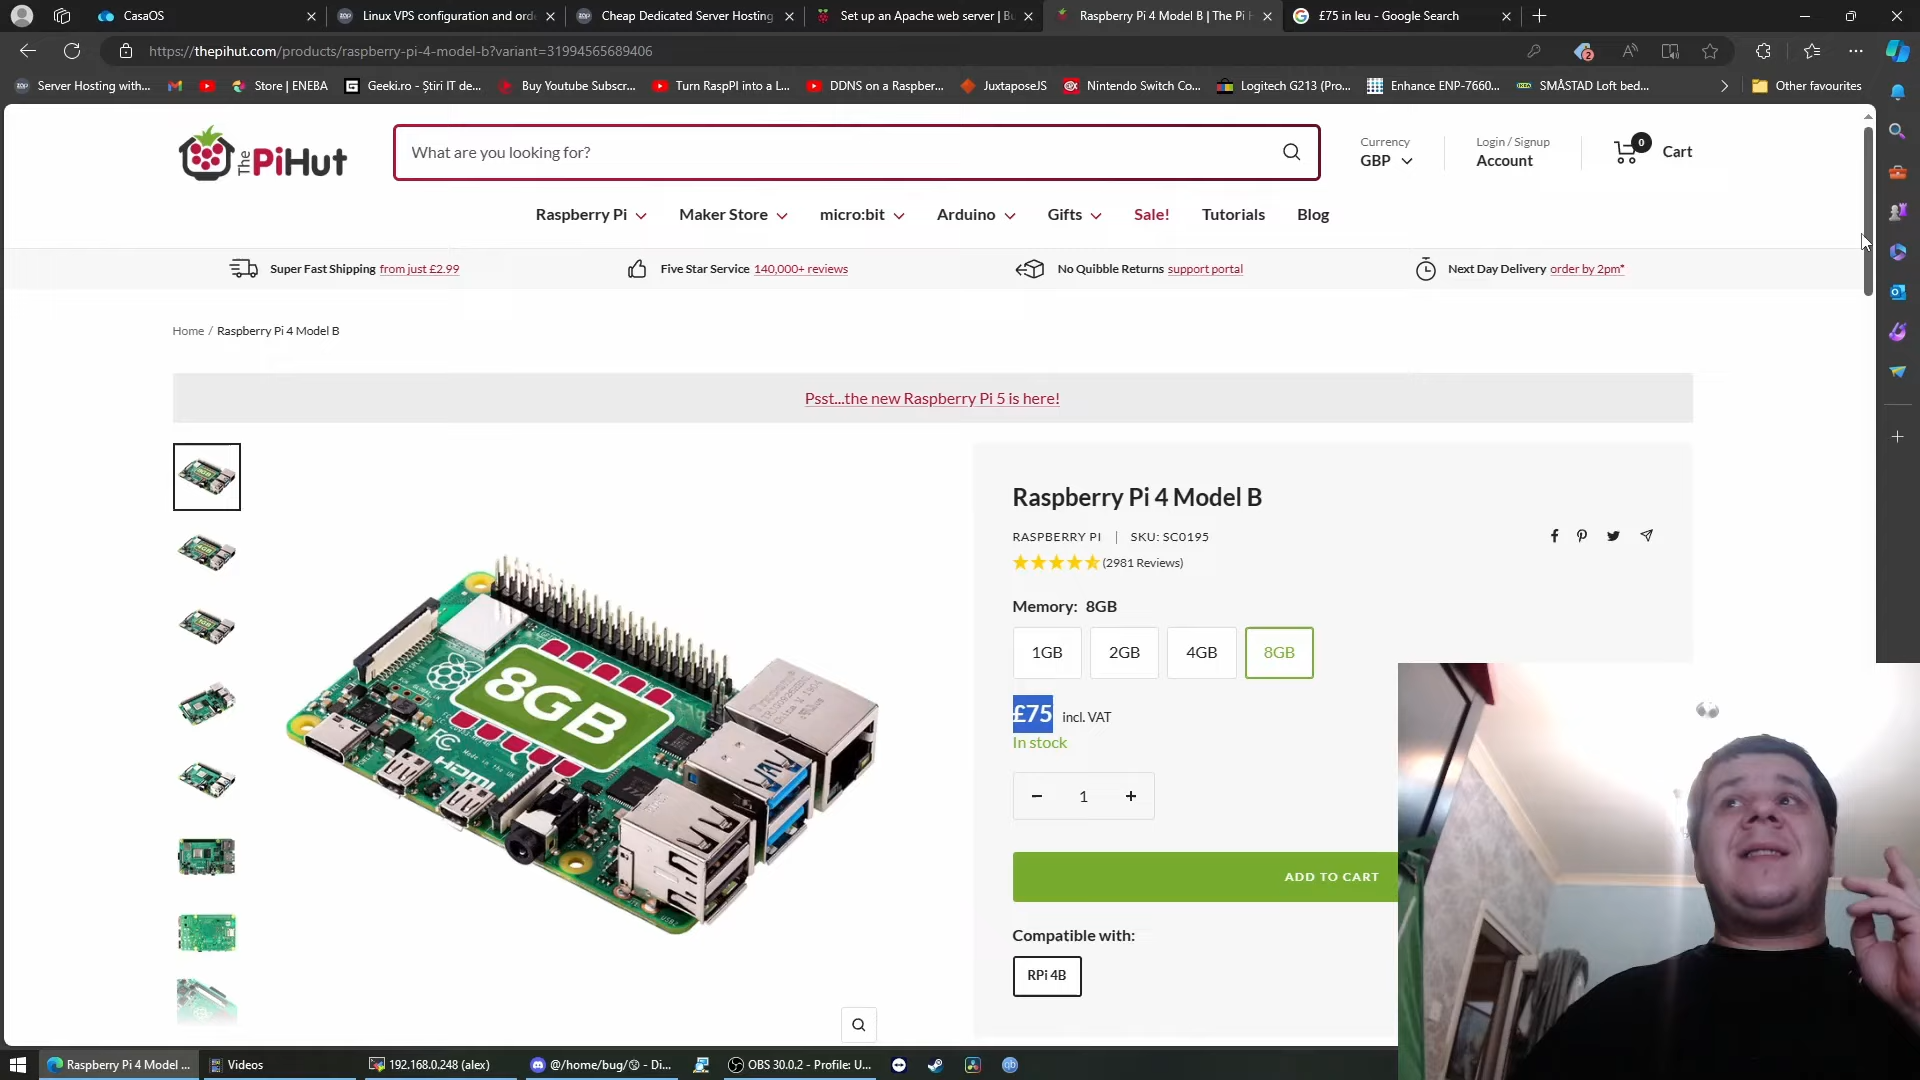 CasaOS
Linux VPS configuration and orde
Cheap Dedicated Server Hosting
Set up an Apache web server | Bu
Raspberry Pi 4 Model B | The Pi H
£75 in leu - Google Search
https://thepihut.com/products/raspberry-pi-4-model-b?variant=31994565689406
2
Server Hosting with...
Store | ENEBA
Geeki.ro - Știri IT de...
Buy Youtube Subscr...
Turn RaspPI into a L...
DDNS on a Raspber...
JuxtaposeJS
Nintendo Switch Co...
Logitech G213 (Pro...
Enhance ENP-7660...
SMÅSTAD Loft bed...
Other favourites
The PiHut
What are you looking for?
Currency
GBP
Login / Signup
Account
0
Cart
Raspberry Pi
Maker Store
micro:bit
Arduino
Gifts
Sale!
Tutorials
Blog
Super Fast Shipping from just £2.99
Five Star Service 140,000+ reviews
No Quibble Returns support portal
Next Day Delivery order by 2pm*
Home / Raspberry Pi 4 Model B
Psst...the new Raspberry Pi 5 is here!
8GB
FC
HDMI
Raspberry Pi 4 Model B
RASPBERRY PI | SKU: SC0195
(2981 Reviews)
Memory: 8GB
1GB
2GB
4GB
8GB
£75 incl. VAT
In stock
1
ADD TO CART
Compatible with:
RPi 4B
Raspberry Pi 4 Model ...
Videos
192.168.0.248 (alex)
@/home/bug/ - Di...
OBS 30.0.2 - Profile: U...